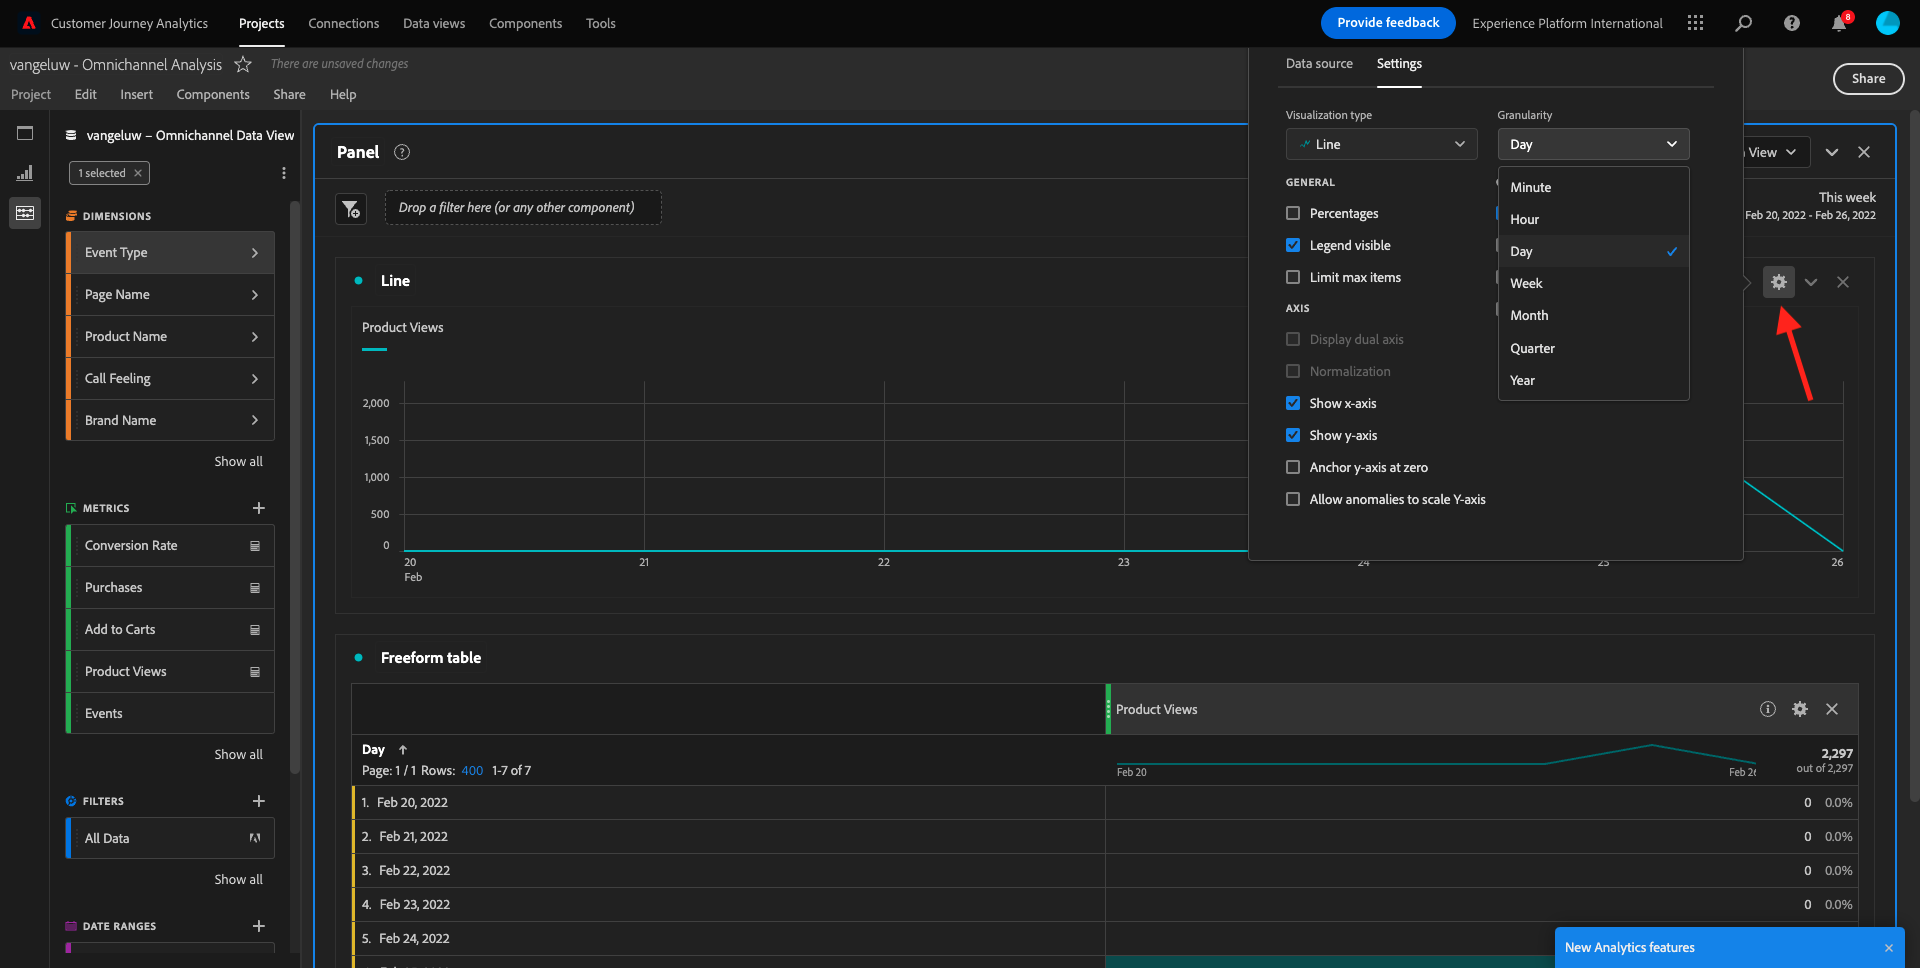 Customer Journey Analytics
Projects
Connections
Data views
Components
Tools
Provide feedback
Experience Platform International
8
vangeluw - Omnichannel Analysis
There are unsaved changes
Project
Edit
Insert
Components
Share
Help
Share
vangeluw – Omnichannel Data View
1 selected
DIMENSIONS
Event Type
Page Name
Product Name
Call Feeling
Brand Name
Show all
METRICS
Conversion Rate
Purchases
Add to Carts
Product Views
Events
Show all
FILTERS
All Data
Show all
DATE RANGES
Panel
View
Drop a filter here (or any other component)
This week
Feb 20, 2022 - Feb 26, 2022
Line
Product Views
2,000
1,500
1,000
500
0
20
Feb
21
22
23
24
25
26
Data source
Settings
Visualization type
Line
Granularity
Day
GENERAL
Percentages
Legend visible
Limit max items
AXIS
Display dual axis
Normalization
Show x-axis
Show y-axis
Anchor y-axis at zero
Allow anomalies to scale Y-axis
Minute
Hour
Day
Week
Month
Quarter
Year
Freeform table
Product Views
Day
Page: 1 / 1 Rows: 400 1-7 of 7
Feb 20
Feb 26
2,297
out of 2,297
1. Feb 20, 2022 0 0.0%
2. Feb 21, 2022 0 0.0%
3. Feb 22, 2022 0 0.0%
4. Feb 23, 2022 0 0.0%
5. Feb 24, 2022
New Analytics features